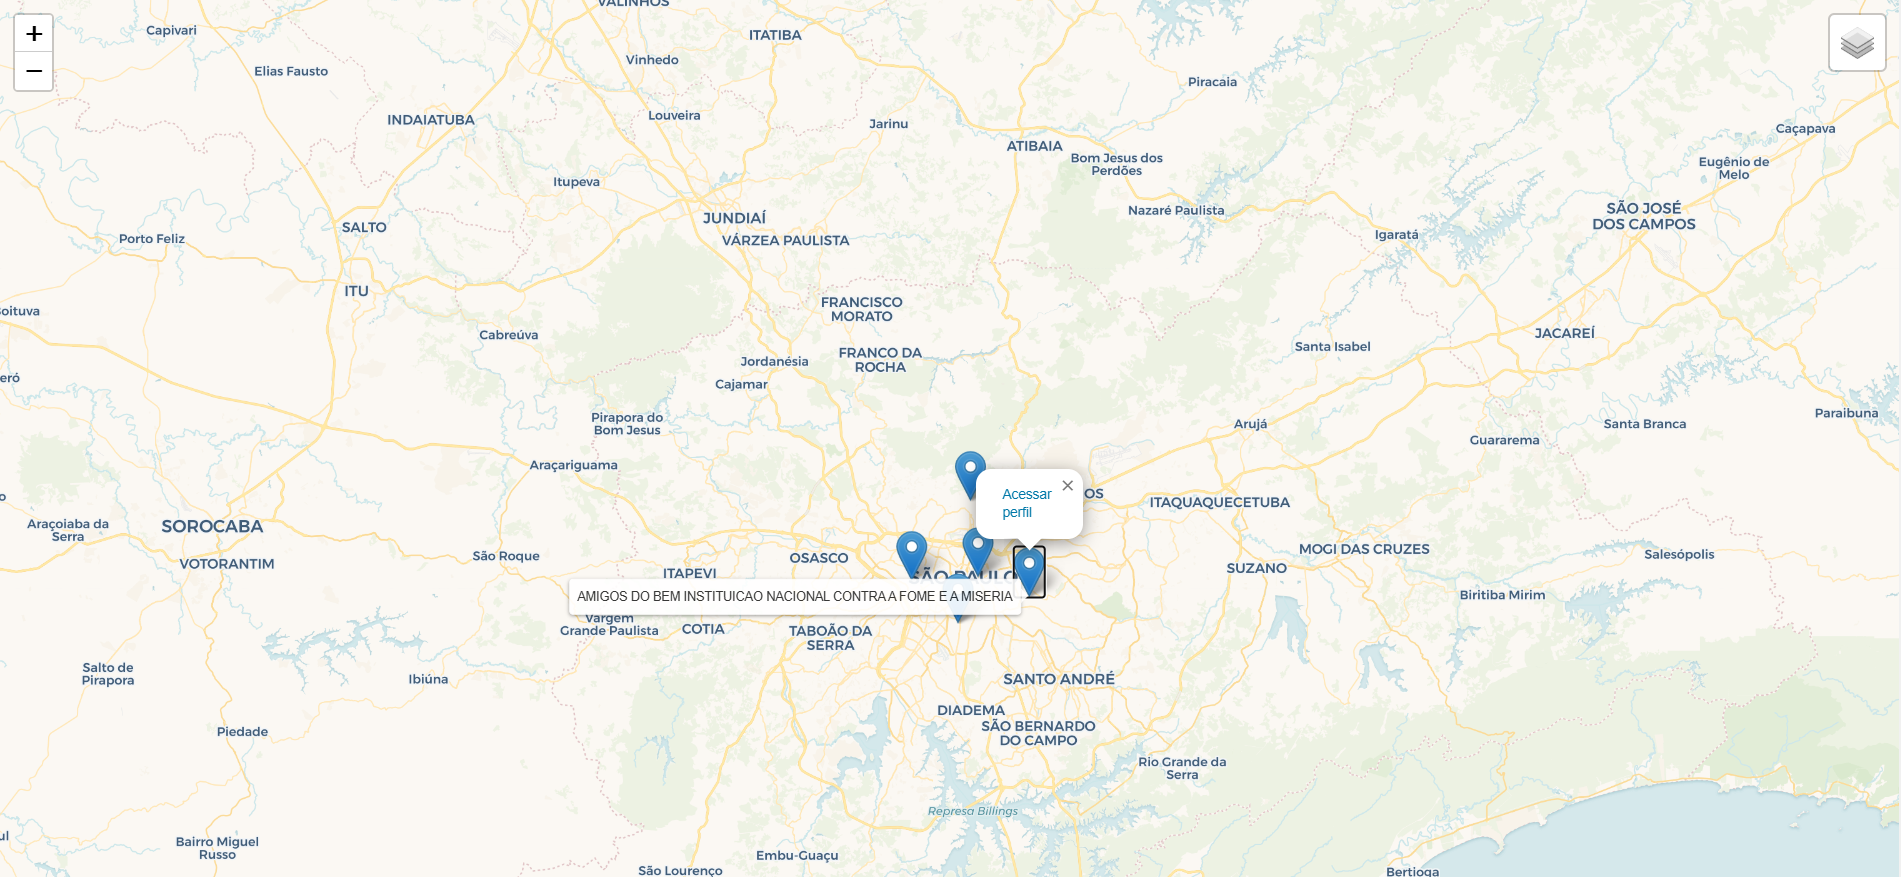 VALINHOS
+
Capivari
ITATIBA
−
Vinhedo
Elias Fausto
Piracaia
Louveira
INDAIATUBA
Jarinu
Caçapava
ATIBAIA
Bom Jesus dos
Perdões
Eugênio de
Melo
Itupeva
SÃO JOSÉ
DOS CAMPOS
Nazaré Paulista
JUNDIAÍ
SALTO
Igaratá
Porto Feliz
VÁRZEA PAULISTA
ITU
FRANCISCO
MORATO
Boituva
JACAREÍ
Cabreúva
Santa Isabel
FRANCO DA
ROCHA
Jordanésia
Cajamar
eró
Paraibuna
Pirapora do
Bom Jesus
Arujá
Santa Branca
Guararema
Araçariguama
Acessar
perfil
OS
ITAQUAQUECETUBA
Araçoiaba da
Serra
SOROCABA
MOGI DAS CRUZES
São Roque
OSASCO
Salesópolis
VOTORANTIM
SUZANO
ITAPEVI
SÃO PAULO
AMIGOS DO BEM INSTITUICAO NACIONAL CONTRA A FOME E A MISERIA
Biritiba Mirim
Vargem
Grande Paulista
COTIA
TABOÃO DA
SERRA
Salto de
Pirapora
Ibiúna
SANTO ANDRÉ
DIADEMA
SÃO BERNARDO
DO CAMPO
Piedade
Rio Grande da
Serra
Represa Billings
ul
Bairro Miguel
Russo
Embu-Guaçu
São Lourenço
Bertioga